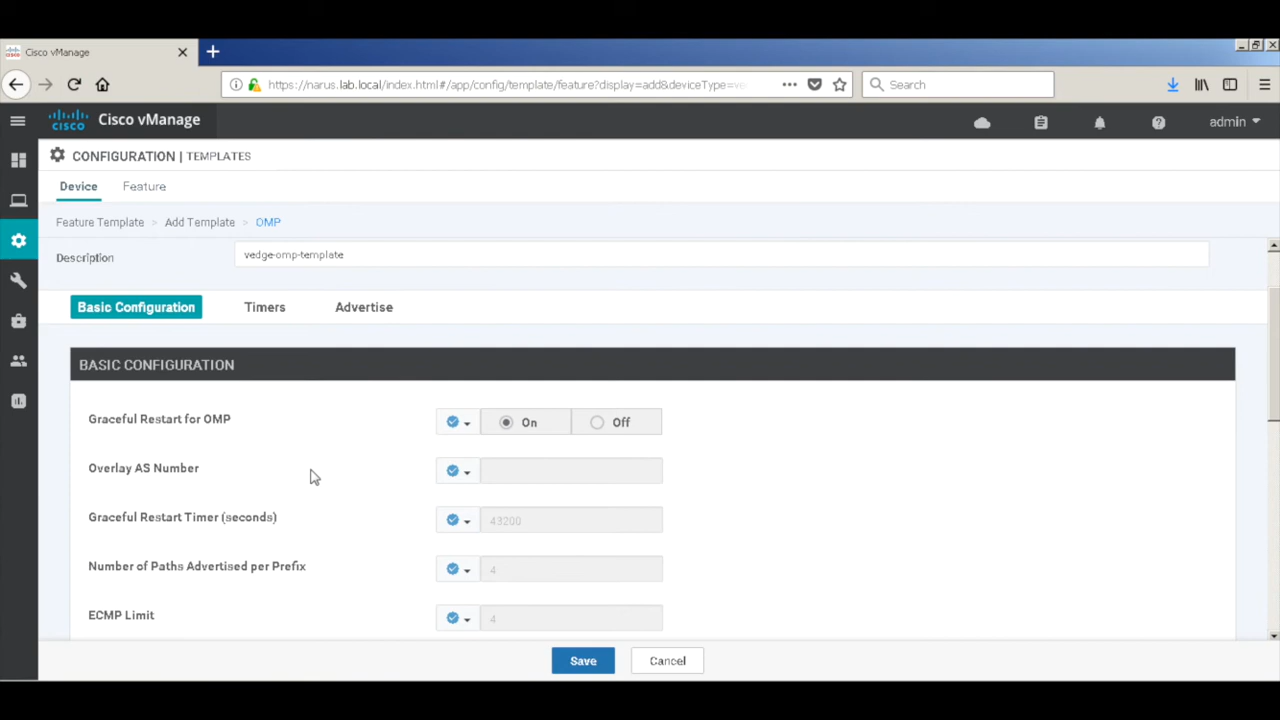 Cisco vManage
https://narus.lab.local/index.html#/app/config/template/feature?display=add&deviceType=ve
Search
CISCO
Cisco vManage
admin
CONFIGURATION | TEMPLATES
Device Feature
Feature Template > Add Template > OMP
Description
vedge-omp-template
Basic Configuration Timers Advertise
BASIC CONFIGURATION
Graceful Restart for OMP On Off
Overlay AS Number
Graceful Restart Timer (seconds) 43200
Number of Paths Advertised per Prefix 4
ECMP Limit 4
Save Cancel